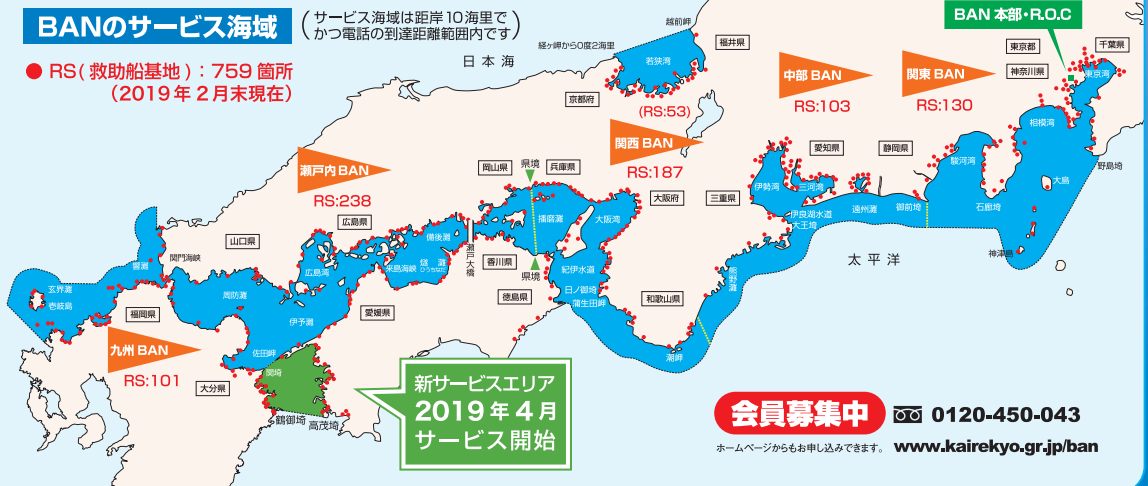 BANのサービス海域
(サービス海域は距岸10海里で
かつ電話の到達距離範囲内です)
● RS(救助船基地):759箇所
(2019年2月末現在)
日本海
経ヶ岬から0度2海里
越前岬
福井県
若狭湾
京都府
(RS:53)
BAN 本部・R.O.C
東京都
千葉県
神奈川県
東京湾
中部 BAN
RS:103
関東 BAN
RS:130
関西 BAN
RS:187
瀬戸内 BAN
RS:238
九州 BAN
RS:101
相模湾
野島埼
大島
石廊埼
神津島
駿河湾
静岡県
愛知県
伊勢湾
三河湾
三重県
伊良湖水道
大王埼
遠州灘
御前埼
太平洋
熊野灘
和歌山県
潮岬
岡山県
県境
兵庫県
大阪府
播磨灘
大阪湾
香川県
県境
徳島県
紀伊水道
日ノ御埼
蒲生田岬
瀬戸大橋
備後灘
燧灘
ひうちなだ
来島海峡
広島県
広島湾
愛媛県
山口県
関門海峡
周防灘
伊予灘
佐田岬
響灘
玄界灘
壱岐島
福岡県
大分県
関埼
鶴御埼
高茂埼
新サービスエリア
2019年4月
サービス開始
会員募集中
0120-450-043
ホームページからもお申し込みできます。
www.kairekyo.gr.jp/ban